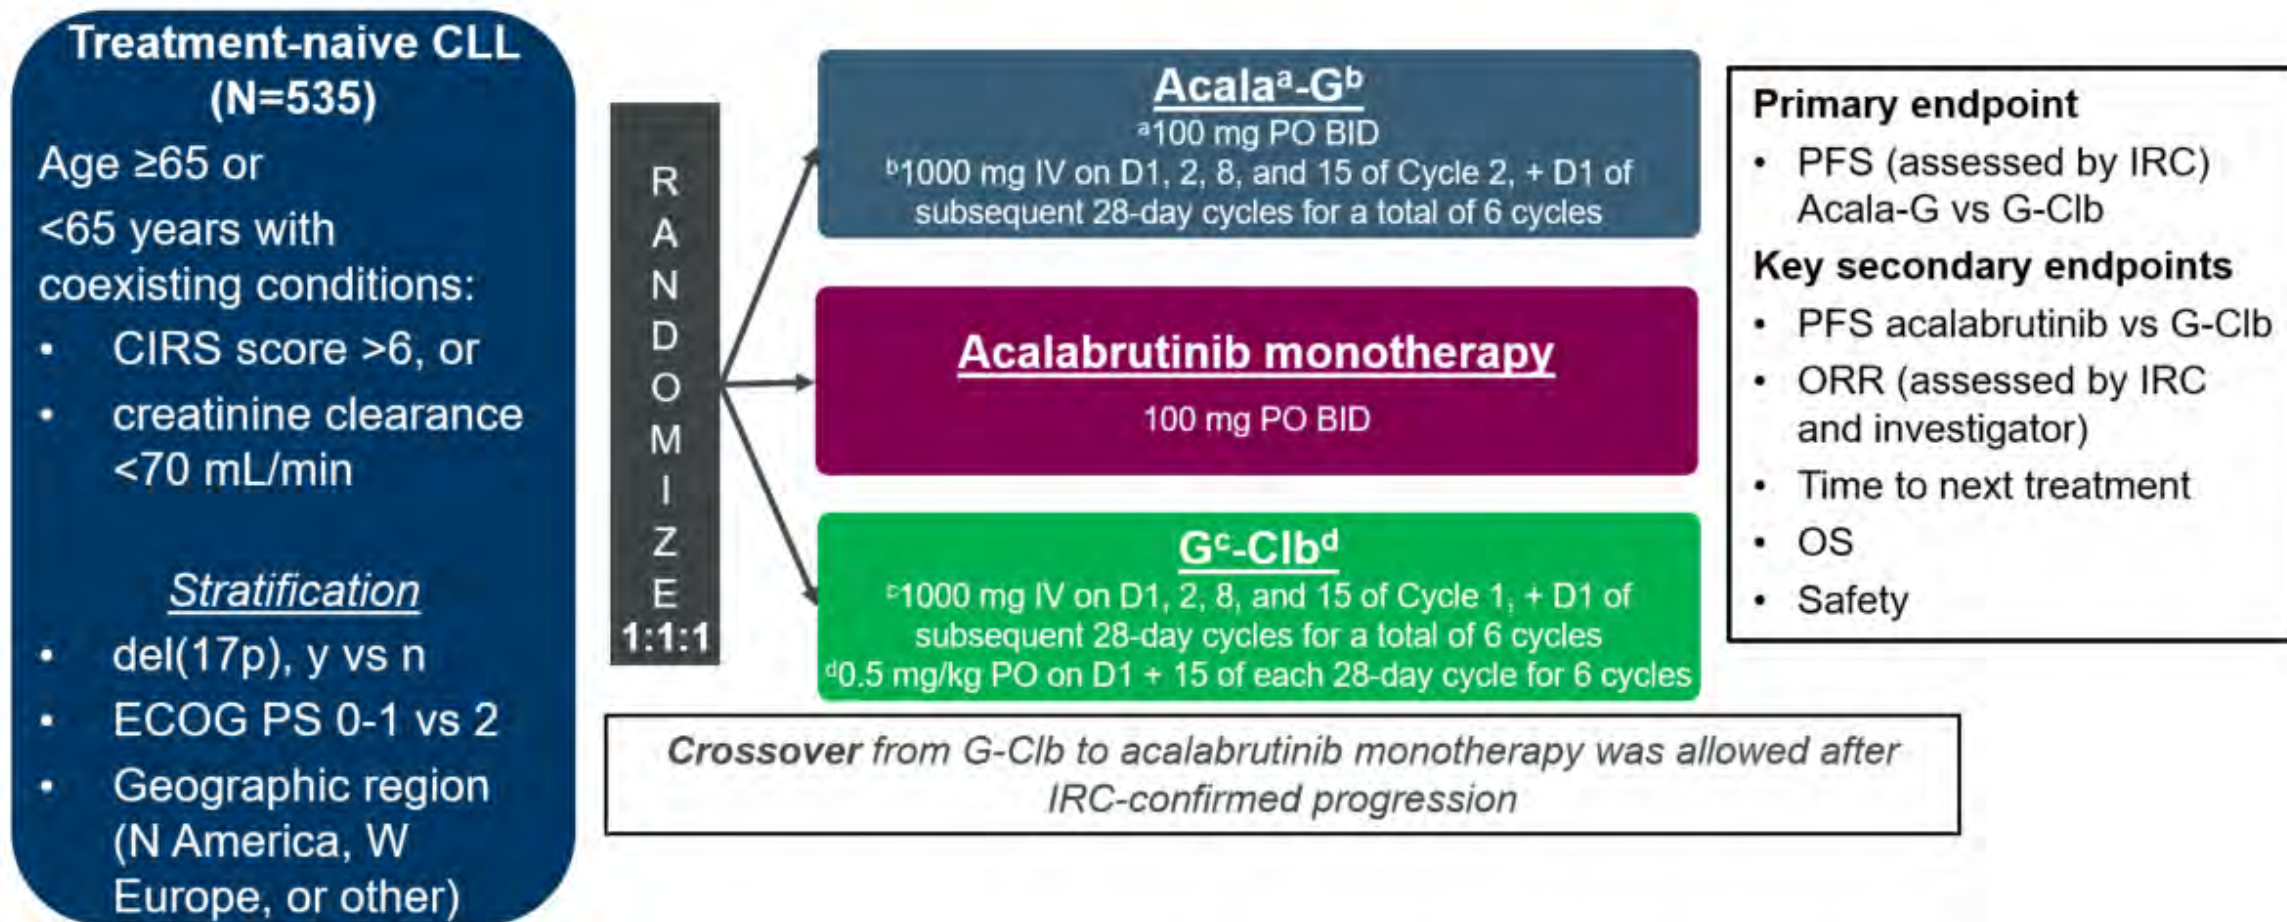 Treatment-naive CLL
(N=535)
Age ≥65 or
<65 years with
coexisting conditions:
• CIRS score >6, or
• creatinine clearance
<70 mL/min
Stratification
• del(17p), y vs n
• ECOG PS 0-1 vs 2
• Geographic region
(N America, W
Europe, or other)
R
A
N
D
O
M
I
Z
E
1:1:1
Acalaᵃ-Gᵇ
ᵃ100 mg PO BID
ᵇ1000 mg IV on D1, 2, 8, and 15 of Cycle 2, + D1 of
subsequent 28-day cycles for a total of 6 cycles
Acalabrutinib monotherapy
100 mg PO BID
Gᶜ-Clbᵈ
ᶜ1000 mg IV on D1, 2, 8, and 15 of Cycle 1, + D1 of
subsequent 28-day cycles for a total of 6 cycles
ᵈ0.5 mg/kg PO on D1 + 15 of each 28-day cycle for 6 cycles
Crossover from G-Clb to acalabrutinib monotherapy was allowed after
IRC-confirmed progression
Primary endpoint
• PFS (assessed by IRC)
Acala-G vs G-Clb
Key secondary endpoints
• PFS acalabrutinib vs G-Clb
• ORR (assessed by IRC
and investigator)
• Time to next treatment
• OS
• Safety